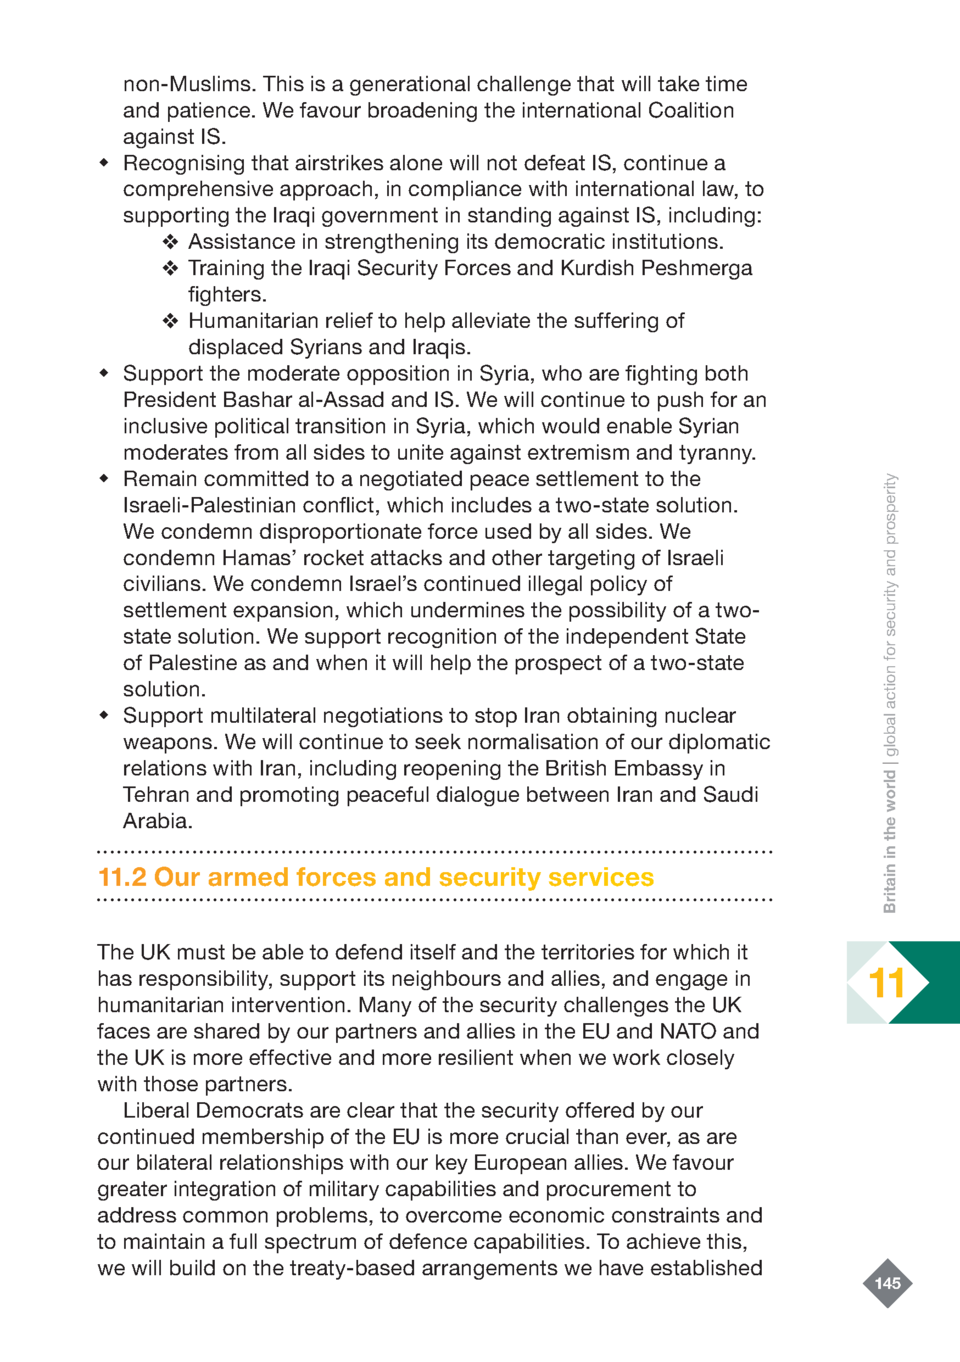 non-Muslims. This is a generational challenge that will take time
and patience. We favour broadening the international Coalition
against IS.
◆ Recognising that airstrikes alone will not defeat IS, continue a
comprehensive approach, in compliance with international law, to
supporting the Iraqi government in standing against IS, including:
❖ Assistance in strengthening its democratic institutions.
❖ Training the Iraqi Security Forces and Kurdish Peshmerga
fighters.
❖ Humanitarian relief to help alleviate the suffering of
displaced Syrians and Iraqis.
◆ Support the moderate opposition in Syria, who are fighting both
President Bashar al-Assad and IS. We will continue to push for an
inclusive political transition in Syria, which would enable Syrian
moderates from all sides to unite against extremism and tyranny.
◆ Remain committed to a negotiated peace settlement to the
Israeli-Palestinian conflict, which includes a two-state solution.
We condemn disproportionate force used by all sides. We
condemn Hamas’ rocket attacks and other targeting of Israeli
civilians. We condemn Israel’s continued illegal policy of
settlement expansion, which undermines the possibility of a two-
state solution. We support recognition of the independent State
of Palestine as and when it will help the prospect of a two-state
solution.
◆ Support multilateral negotiations to stop Iran obtaining nuclear
weapons. We will continue to seek normalisation of our diplomatic
relations with Iran, including reopening the British Embassy in
Tehran and promoting peaceful dialogue between Iran and Saudi
Arabia.
11.2 Our armed forces and security services
The UK must be able to defend itself and the territories for which it
has responsibility, support its neighbours and allies, and engage in
humanitarian intervention. Many of the security challenges the UK
faces are shared by our partners and allies in the EU and NATO and
the UK is more effective and more resilient when we work closely
with those partners.
Liberal Democrats are clear that the security offered by our
continued membership of the EU is more crucial than ever, as are
our bilateral relationships with our key European allies. We favour
greater integration of military capabilities and procurement to
address common problems, to overcome economic constraints and
to maintain a full spectrum of defence capabilities. To achieve this,
we will build on the treaty-based arrangements we have established
Britain in the world | global action for security and prosperity
11
145